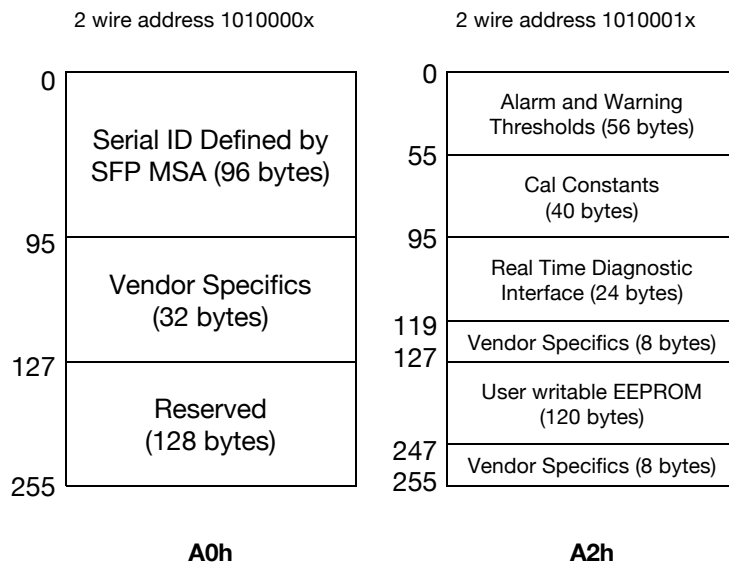 2 wire address 1010000x
0
Serial ID Defined by
SFP MSA (96 bytes)
95
Vendor Specifics
(32 bytes)
127
Reserved
(128 bytes)
255
A0h
2 wire address 1010001x
0
Alarm and Warning
Thresholds (56 bytes)
55
Cal Constants
(40 bytes)
95
Real Time Diagnostic
Interface (24 bytes)
119
Vendor Specifics (8 bytes)
127
User writable EEPROM
(120 bytes)
247
Vendor Specifics (8 bytes)
255
A2h